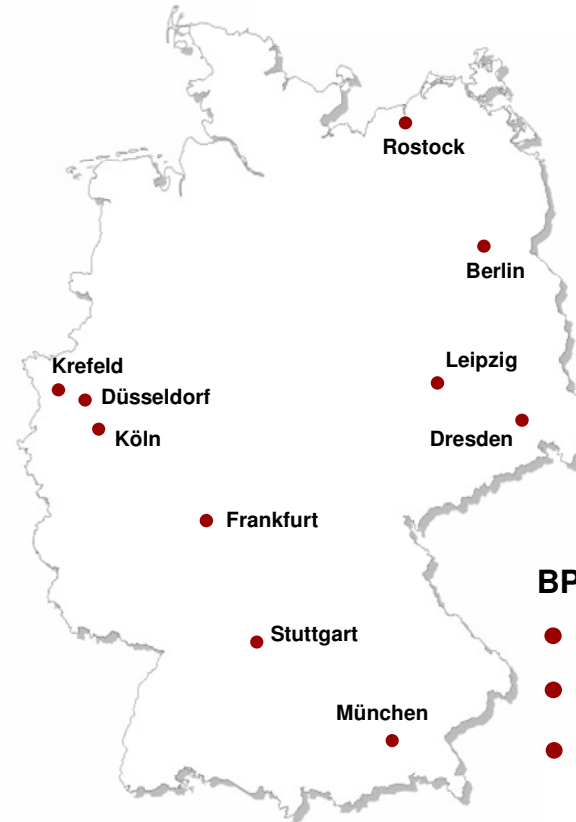 Rostock
Berlin
Krefeld
Leipzig
Düsseldorf
Köln
Dresden
Frankfurt
BP
Stuttgart
München